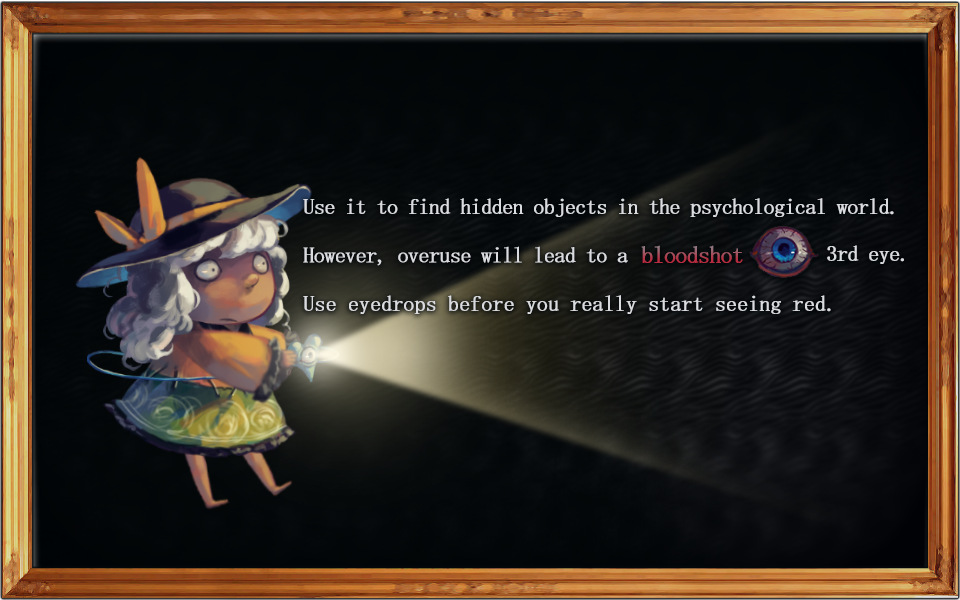 Use it to find hidden objects in the psychological world.
However, overuse will lead to a bloodshot 3rd eye.
Use eyedrops before you really start seeing red.